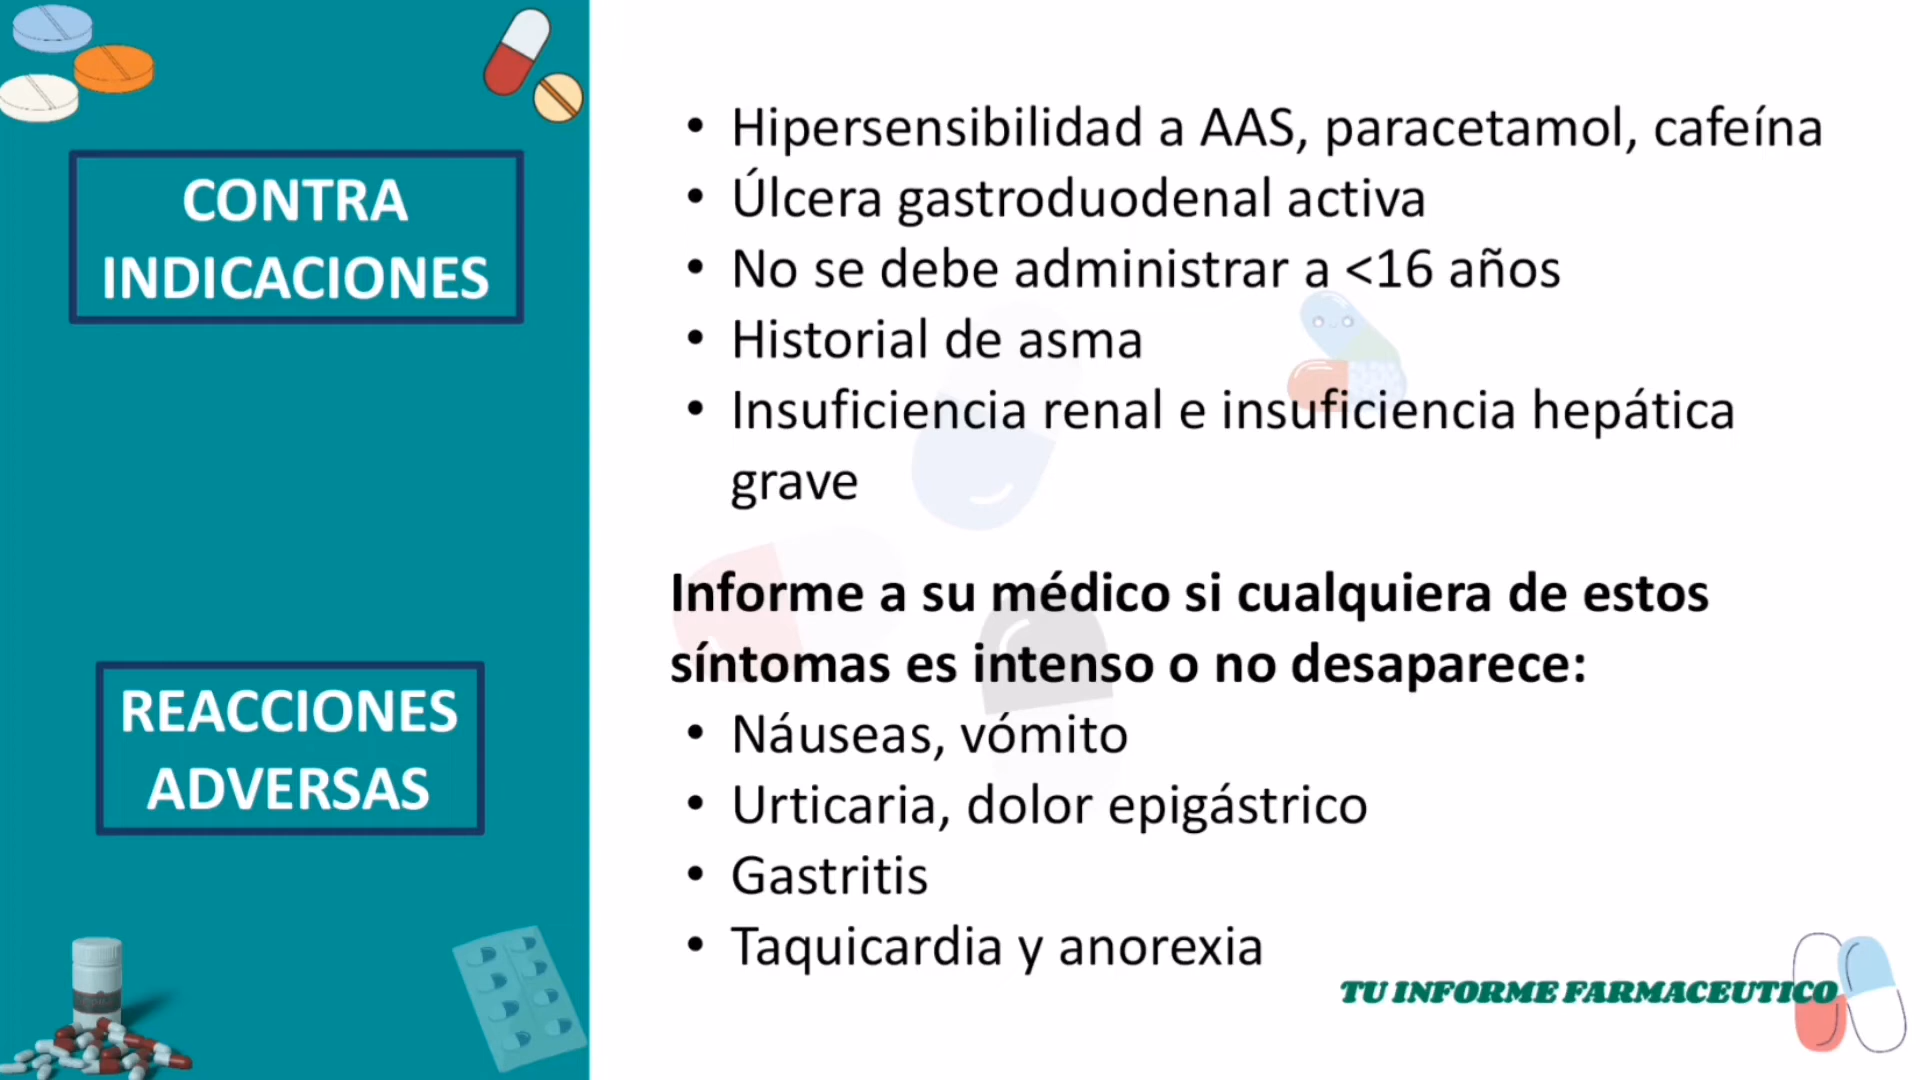 CONTRA
INDICACIONES
• Hipersensibilidad a AAS, paracetamol, cafeína
• Úlcera gastroduodenal activa
• No se debe administrar a <16 años
• Historial de asma
• Insuficiencia renal e insuficiencia hepática
grave
REACCIONES
ADVERSAS
Informe a su médico si cualquiera de estos
síntomas es intenso o no desaparece:
• Náuseas, vómito
• Urticaria, dolor epigástrico
• Gastritis
• Taquicardia y anorexia
TU INFORME FARMACEUTICO